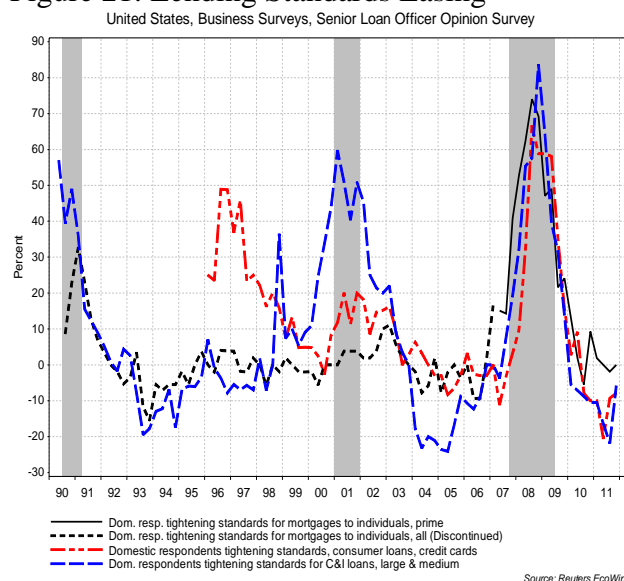 United States, Business Surveys, Senior Loan Officer Opinion Survey
90
80
70
60
50
40
30
20
10
0
-10
-20
-30
Percent
90 91 92 93 94 95 96 97 98 99 00 01 02 03 04 05 06 07 08 09 10 11
Dom. resp. tightening standards for mortgages to individuals, prime
Dom. resp. tightening standards for mortgages to individuals, all (Discontinued)
Domestic respondents tightening standards, consumer loans, credit cards
Dom. respondents tightening standards for C&I loans, large & medium
Source: Reuters EcoWin